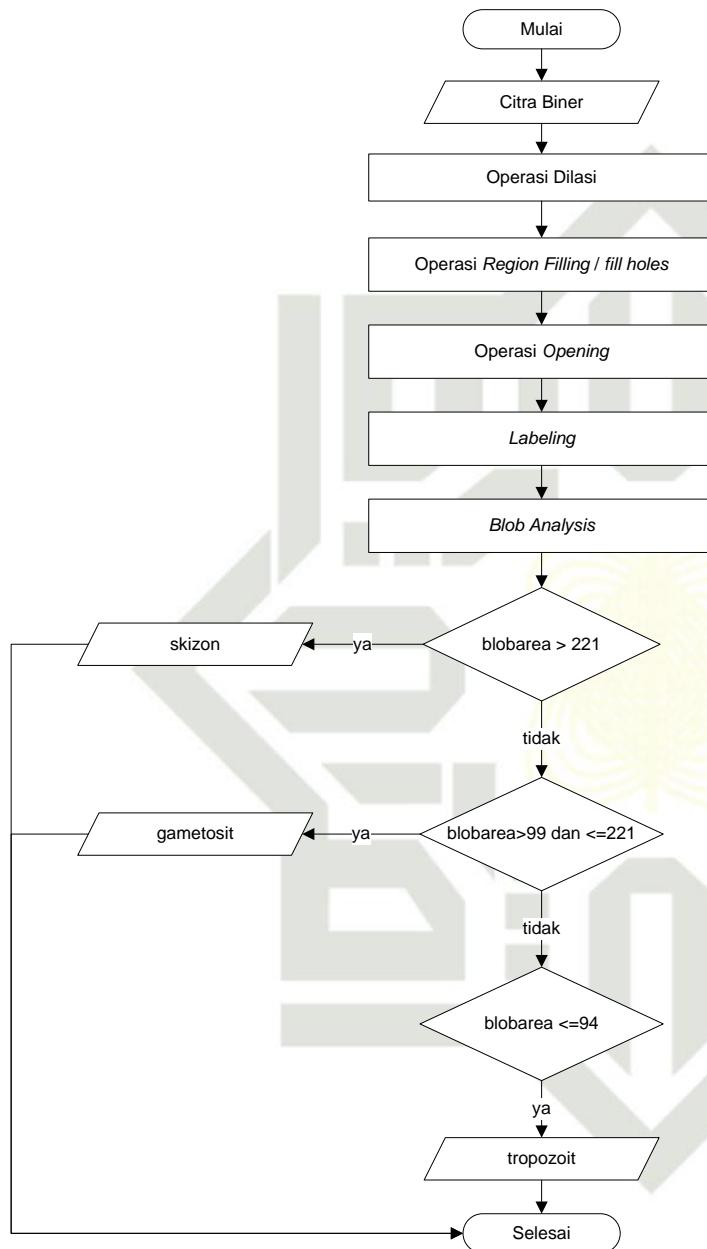 Mulai
Citra Biner
Operasi Dilasi
Operasi Region Filling / fill holes
Operasi Opening
Labeling
Blob Analysis
blobarea > 221
ya
skizon
tidak
blobarea>99 dan <=221
ya
gametosit
tidak
blobarea <=94
ya
tropozoit
Selesai